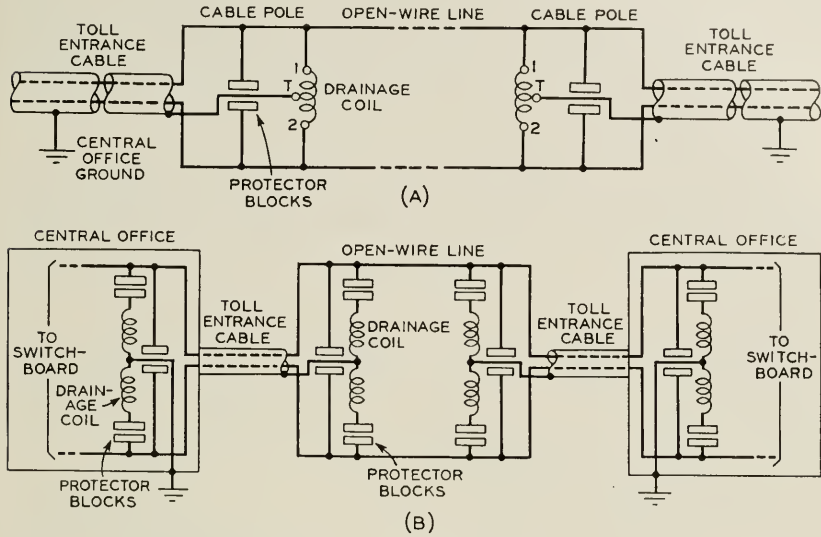 CABLE POLE
OPEN-WIRE LINE
CABLE POLE
TOLL
ENTRANCE
CABLE
1
T
2
DRAINAGE
COIL
1
T
2
TOLL
ENTRANCE
CABLE
CENTRAL
OFFICE
GROUND
PROTECTOR
BLOCKS
(A)
CENTRAL OFFICE
OPEN-WIRE LINE
CENTRAL OFFICE
TO
SWITCH-
BOARD
TOLL
ENTRANCE
CABLE
DRAINAGE
COIL
TOLL
ENTRANCE
CABLE
TO
SWITCH-
BOARD
DRAIN-
AGE
COIL
PROTECTOR
BLOCKS
PROTECTOR
BLOCKS
(B)